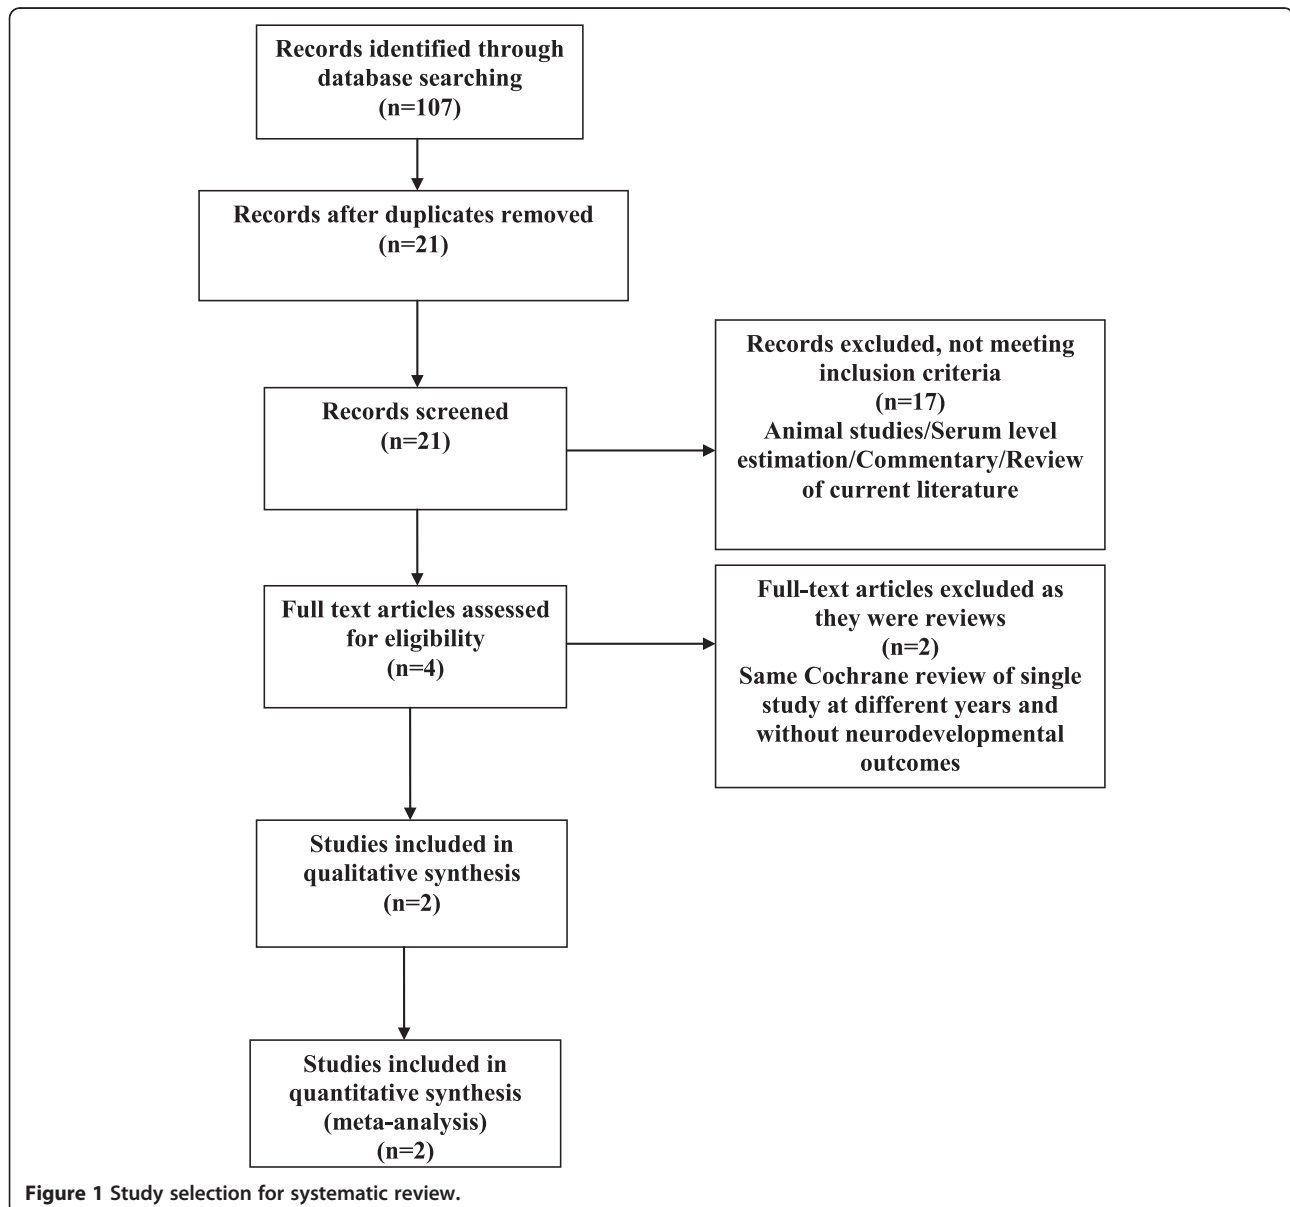 Records identified through
database searching
(n=107)
Records after duplicates removed
(n=21)
Records screened
(n=21)
Records excluded, not meeting
inclusion criteria
(n=17)
Animal studies/Serum level
estimation/Commentary/Review
of current literature
Full text articles assessed
for eligibility
(n=4)
Full-text articles excluded as
they were reviews
(n=2)
Same Cochrane review of single
study at different years and
without neurodevelopmental
outcomes
Studies included in
qualitative synthesis
(n=2)
Studies included in
quantitative synthesis
(meta-analysis)
(n=2)
Figure 1 Study selection for systematic review.